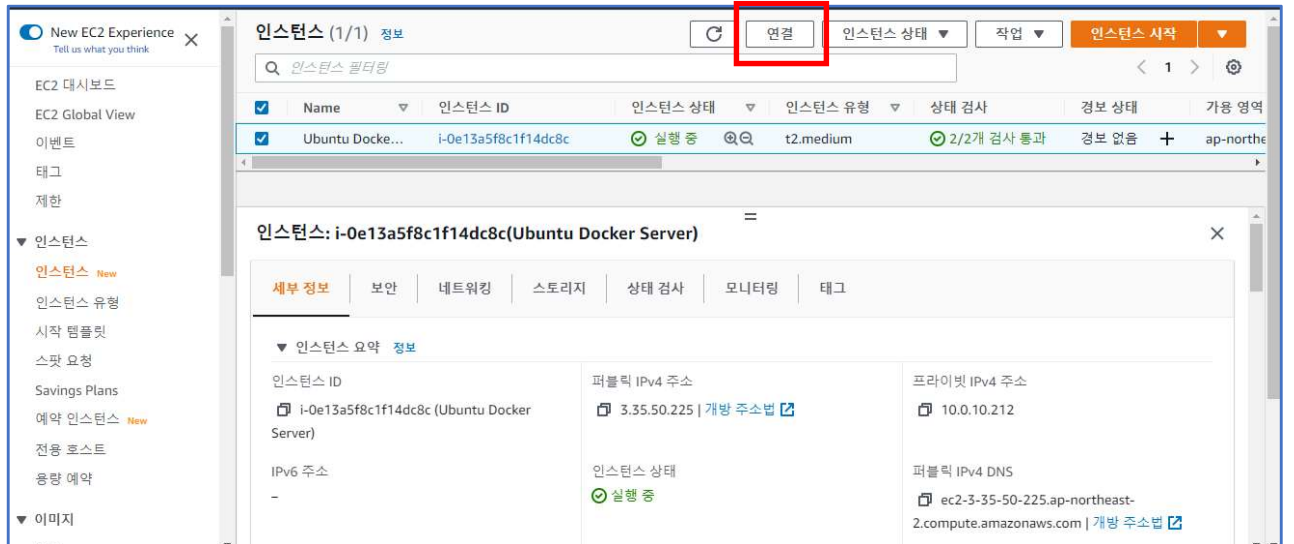 New EC2 Experience
Tell us what you think
EC2 대시보드
EC2 Global View
이벤트
태그
제한
인스턴스
인스턴스 New
인스턴스 유형
시작 템플릿
스팟 요청
Savings Plans
예약 인스턴스 New
전용 호스트
용량 예약
이미지
인스턴스 (1/1) 정보
연결
인스턴스 상태
작업
인스턴스 시작
인스턴스 필터링
1
Name 인스턴스 ID 인스턴스 상태 인스턴스 유형 상태 검사 경보 상태 가용 영역
Ubuntu Docke... i-0e13a5f8c1f14dc8c 실행 중 t2.medium 2/2개 검사 통과 경보 없음 + ap-northe
인스턴스: i-0e13a5f8c1f14dc8c(Ubuntu Docker Server)
세부 정보 보안 네트워킹 스토리지 상태 검사 모니터링 태그
인스턴스 요약 정보
인스턴스 ID
i-0e13a5f8c1f14dc8c (Ubuntu Docker
Server)
퍼블릭 IPv4 주소
3.35.50.225 | 개방 주소법
프라이빗 IPv4 주소
10.0.10.212
IPv6 주소
–
인스턴스 상태
실행 중
퍼블릭 IPv4 DNS
ec2-3-35-50-225.ap-northeast-
2.compute.amazonaws.com | 개방 주소법